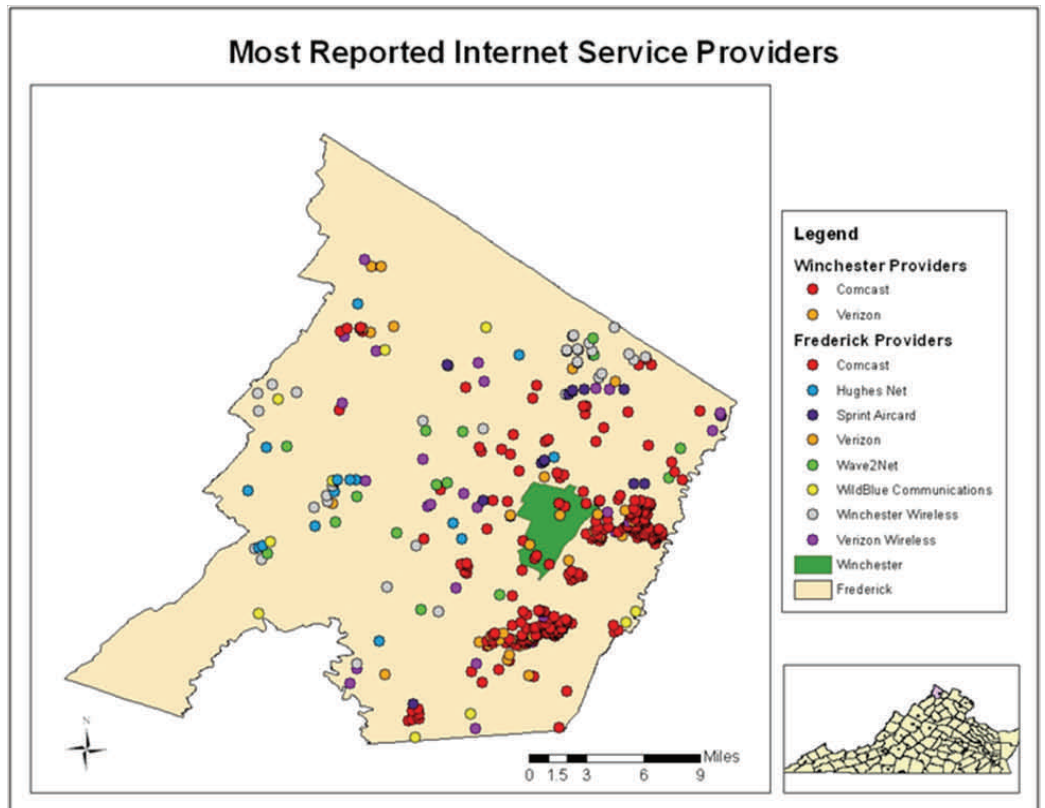 Most Reported Internet Service Providers
Legend
Winchester Providers
Comcast
Verizon
Frederick Providers
Comcast
Hughes Net
Sprint Aircard
Verizon
Wave2Net
WildBlue Communications
Winchester Wireless
Verizon Wireless
Winchester
Frederick
N
Miles
0 1.5 3 6 9